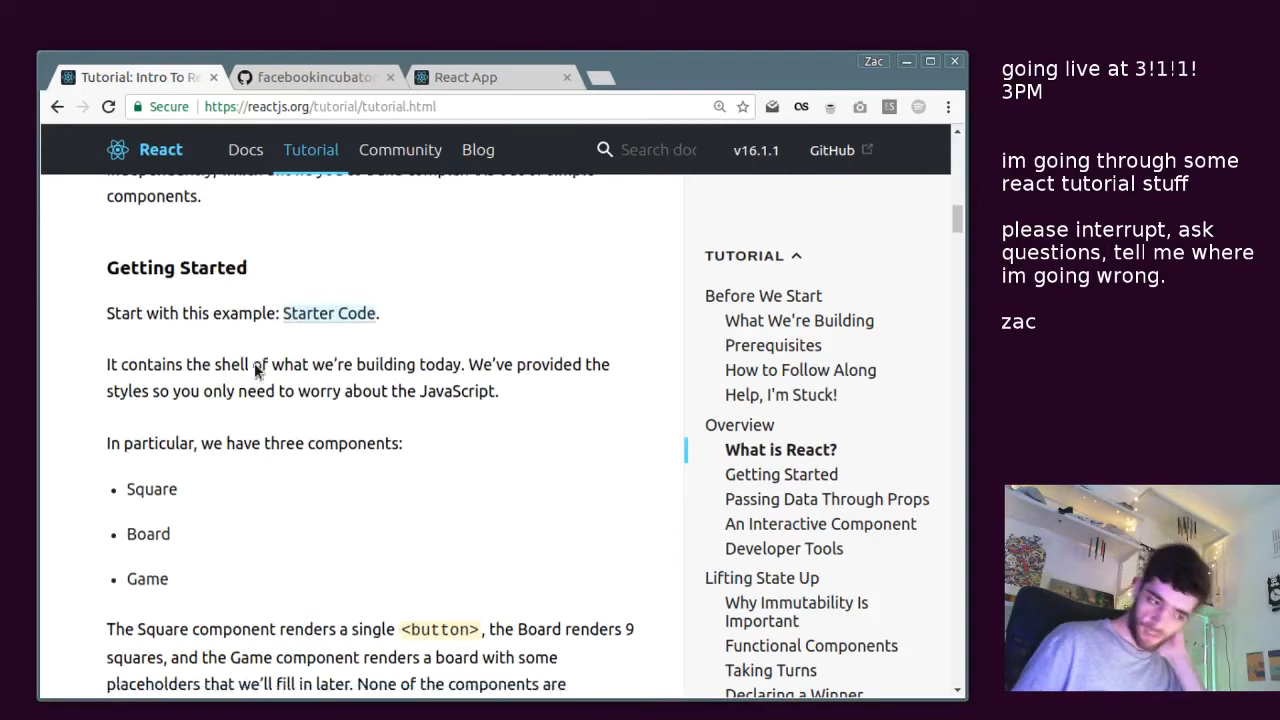 Tutorial: Intro To Re
facebookincubato
React App
Zac
Secure
https://reactjs.org/tutorial/tutorial.html
React
Docs
Tutorial
Community
Blog
Search doc
v16.1.1
GitHub
components.
Getting Started
Start with this example: Starter Code.
It contains the shell of what we're building today. We've provided the
styles so you only need to worry about the JavaScript.
In particular, we have three components:
• Square
• Board
• Game
The Square component renders a single <button>, the Board renders 9
squares, and the Game component renders a board with some
placeholders that we'll fill in later. None of the components are
TUTORIAL
Before We Start
What We're Building
Prerequisites
How to Follow Along
Help, I'm Stuck!
Overview
What is React?
Getting Started
Passing Data Through Props
An Interactive Component
Developer Tools
Lifting State Up
Why Immutability Is
Important
Functional Components
Taking Turns
Declaring a Winner
going live at 3!1!1!
3PM
im going through some
react tutorial stuff
please interrupt, ask
questions, tell me where
im going wrong.
zac